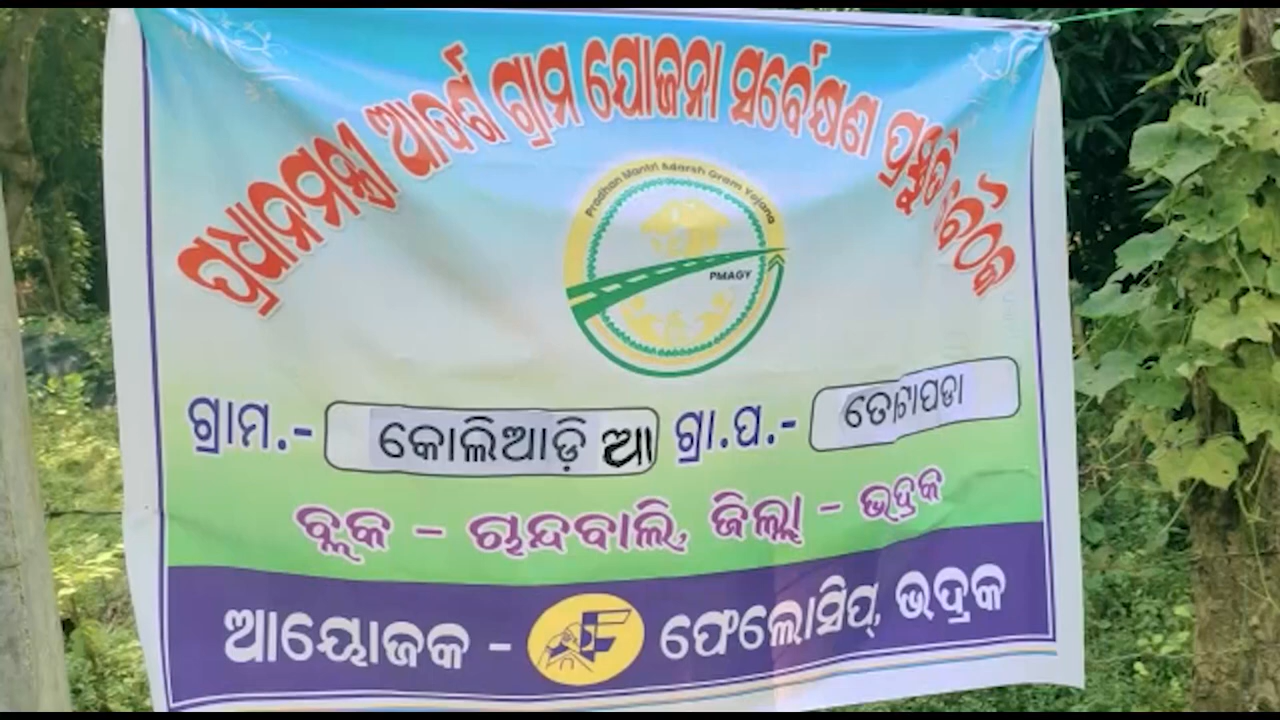 ପ୍ରଧାନମନ୍ତ୍ରୀ ଆଦର୍ଶ ଗ୍ରାମ ଯୋଜନା ସର୍ବେକ୍ଷଣ ପ୍ରସ୍ତୁତି ବୈଠକ
Pradhan Mantri Adarsh Gram Yojana
PMAGY
ଗ୍ରାମ.- କୋଲିଆଡ଼ି ଆ ଗ୍ରା.ପ.- ତୋଟାପଡା
ବ୍ଲକ - ଚାନ୍ଦବାଲି, ଜିଲ୍ଲା - ଭଦ୍ରକ
ଆୟୋଜକ - F ଫେଲୋସିପ୍, ଭଦ୍ରକ